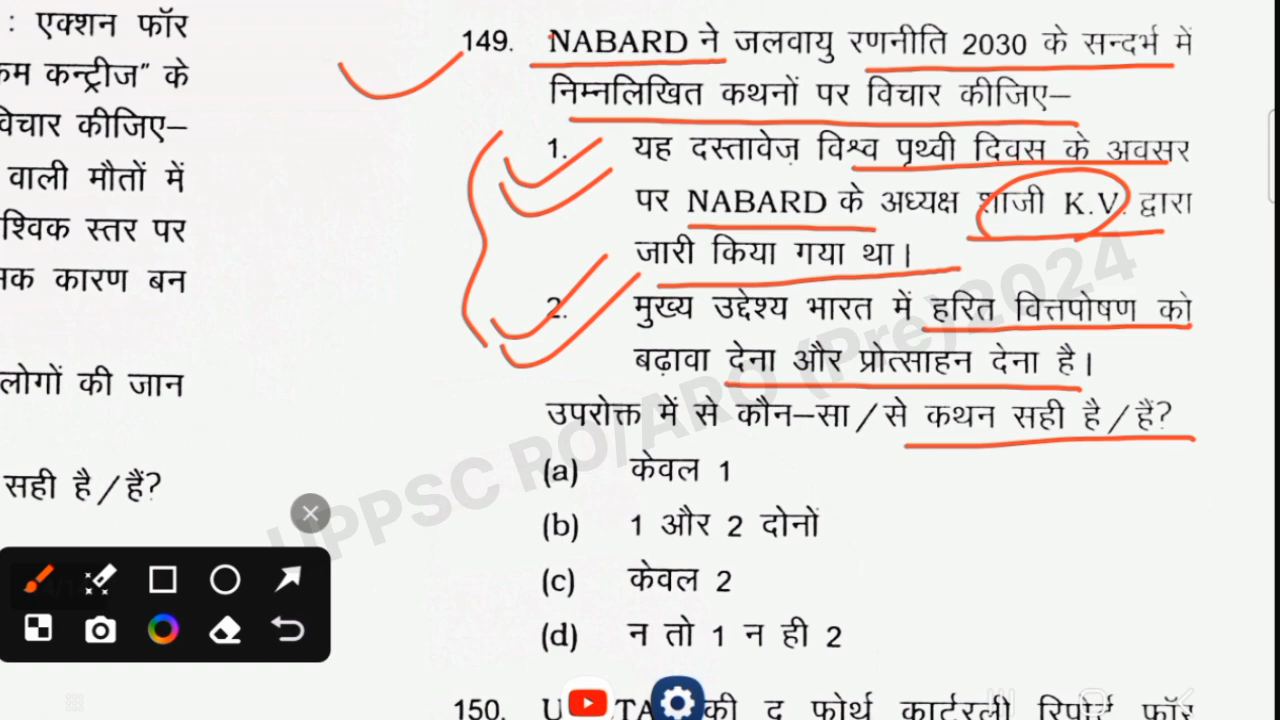 : एक्शन फॉर
कम कन्ट्रीज" के
विचार कीजिए–
वाली मौतों में
श्विक स्तर पर
कारण बन
लोगों की जान
सही है / हैं?
149. NABARD ने जलवायु रणनीति 2030 के सन्दर्भ में
निम्नलिखित कथनों पर विचार कीजिए–
1. यह दस्तावेज़ विश्व पृथ्वी दिवस के अवसर
पर NABARD के अध्यक्ष शाजी K.V. द्वारा
जारी किया गया था।
2. मुख्य उद्देश्य भारत में हरित वित्तपोषण को
बढ़ावा देना और प्रोत्साहन देना है।
उपरोक्त में से कौन–सा / से कथन सही है / हैं?
(a) केवल 1
(b) 1 और 2 दोनों
(c) केवल 2
(d) न तो 1 न ही 2
150. की द फोर्थ कार्टरली रिपोर्ट फॉर
UPPSC RO/ARO (Pre) 2024